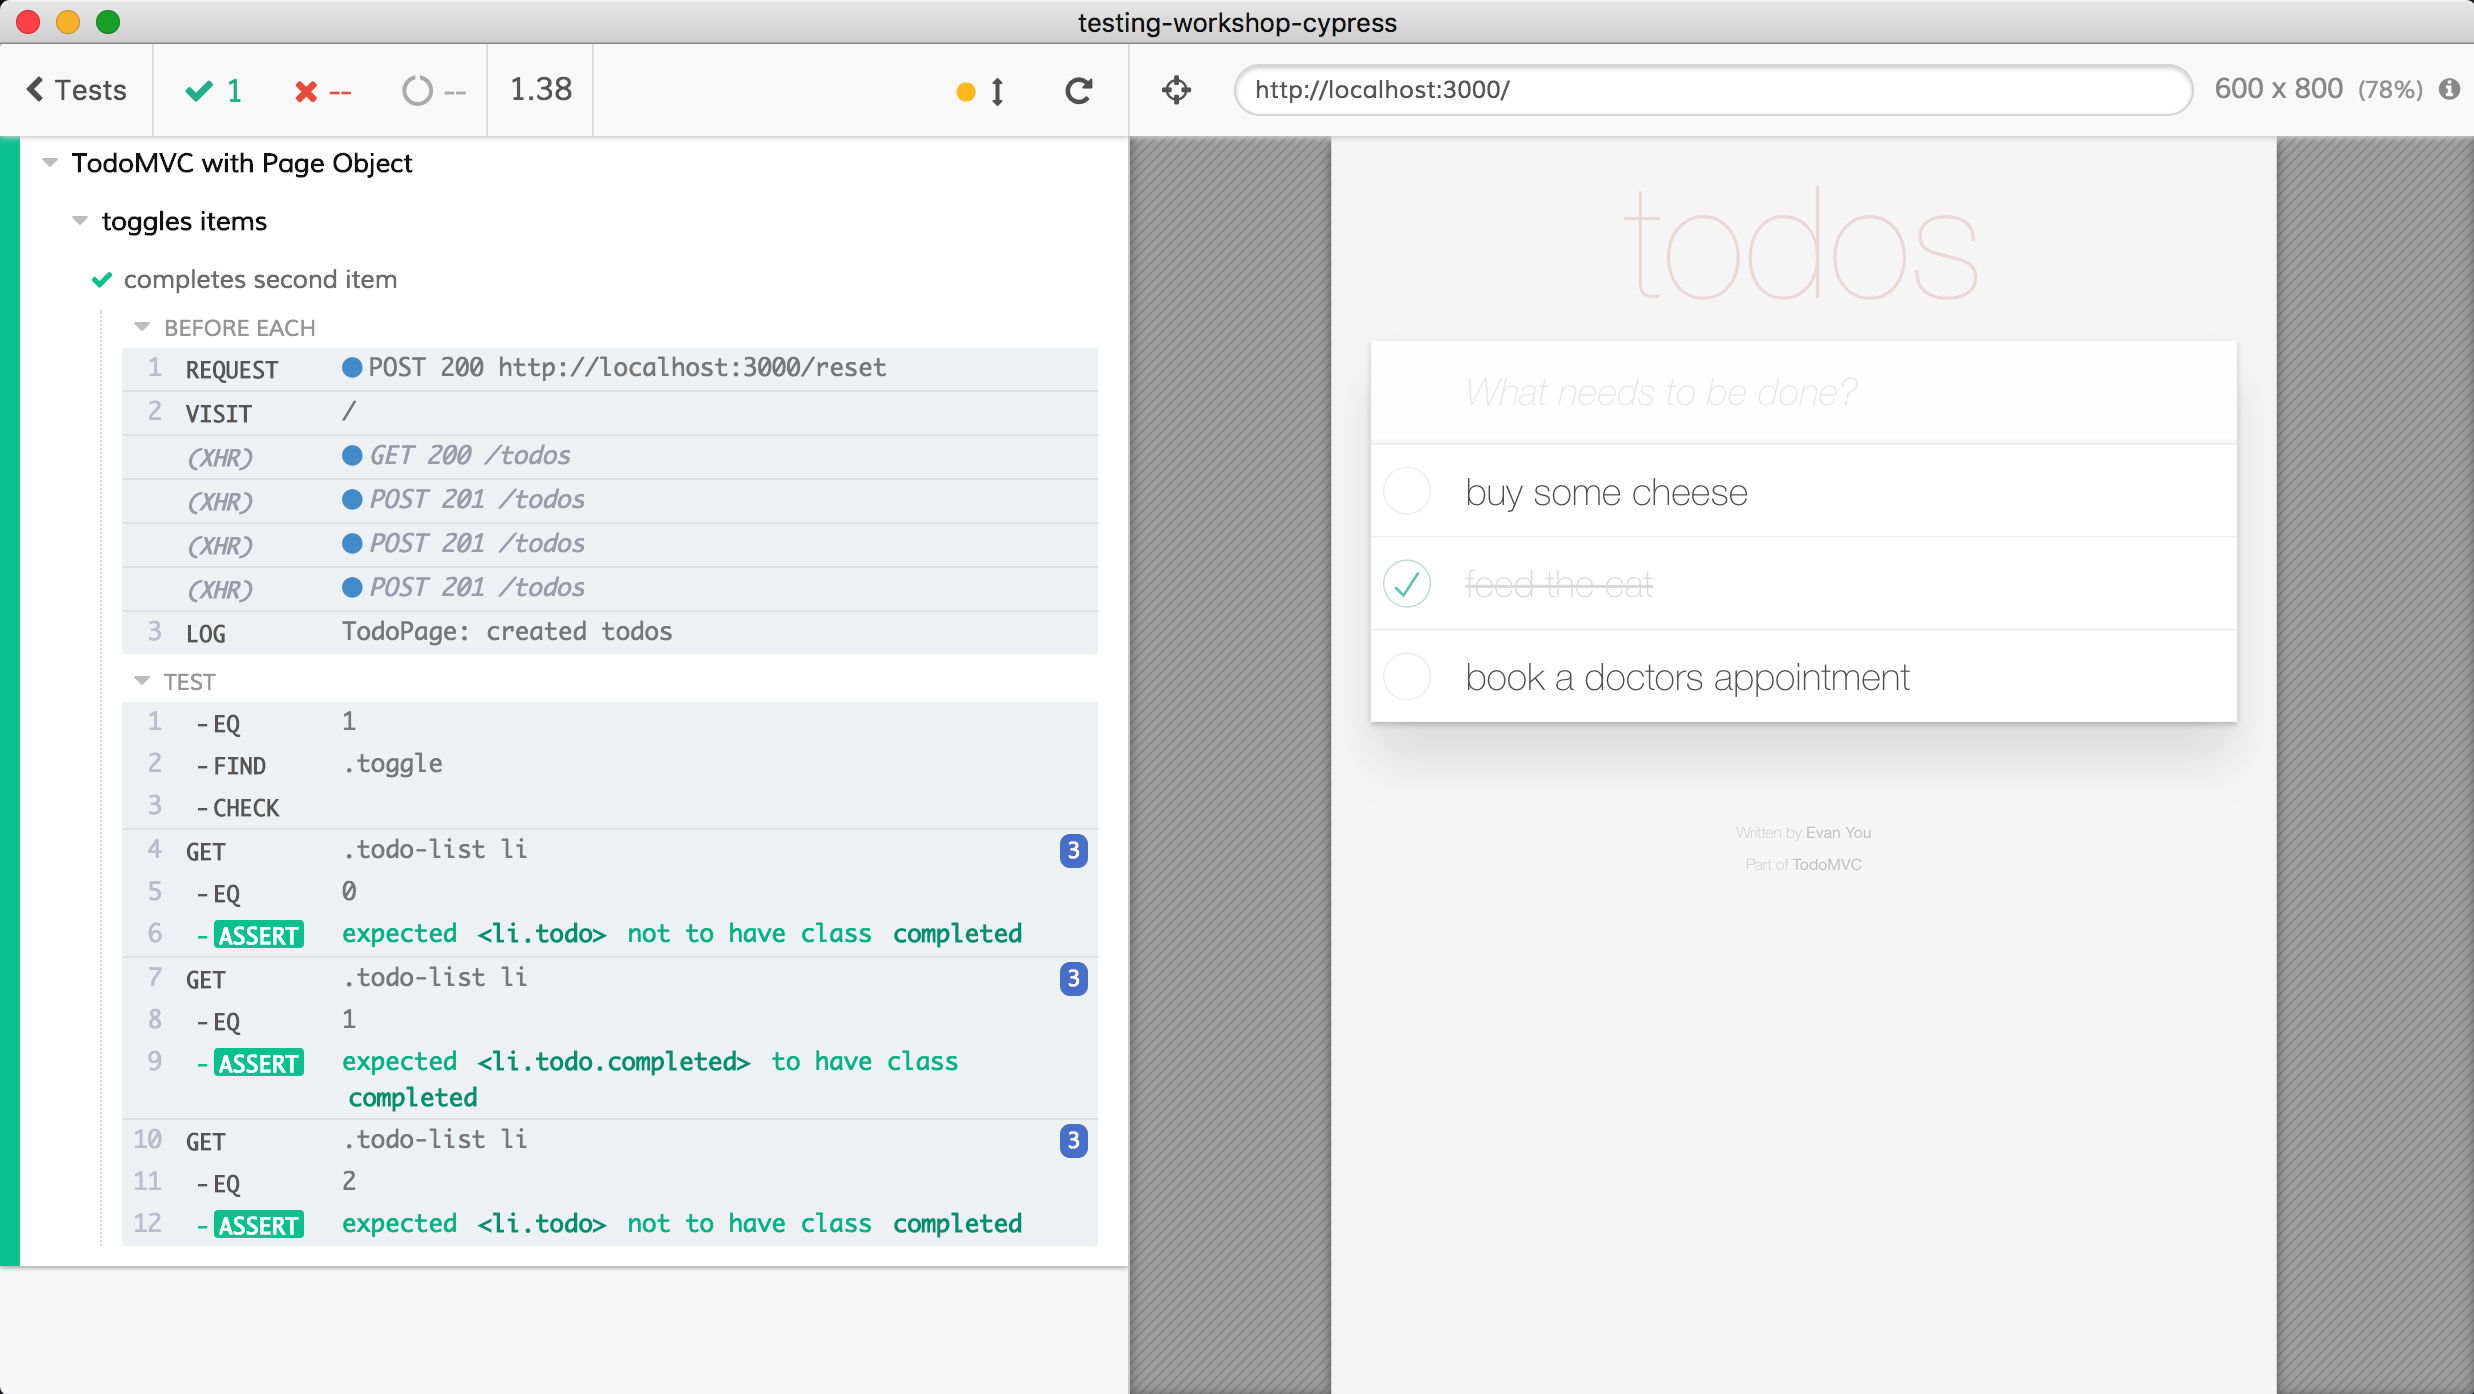 testing-workshop-cypress
Tests 1 -- -- 1.38
http://localhost:3000/ 600 x 800 (78%)
TodoMVC with Page Object
toggles items
completes second item
BEFORE EACH
1 REQUEST POST 200 http://localhost:3000/reset
2 VISIT /
(XHR) GET 200 /todos
(XHR) POST 201 /todos
(XHR) POST 201 /todos
(XHR) POST 201 /todos
3 LOG TodoPage: created todos
TEST
1 -EQ 1
2 -FIND .toggle
3 -CHECK
4 GET .todo-list li 3
5 -EQ 0
6 -ASSERT expected <li.todo> not to have class completed
7 GET .todo-list li 3
8 -EQ 1
9 -ASSERT expected <li.todo.completed> to have class
completed
10 GET .todo-list li 3
11 -EQ 2
12 -ASSERT expected <li.todo> not to have class completed
todos
What needs to be done?
buy some cheese
feed the cat
book a doctors appointment
Written by Evan You
Part of TodoMVC